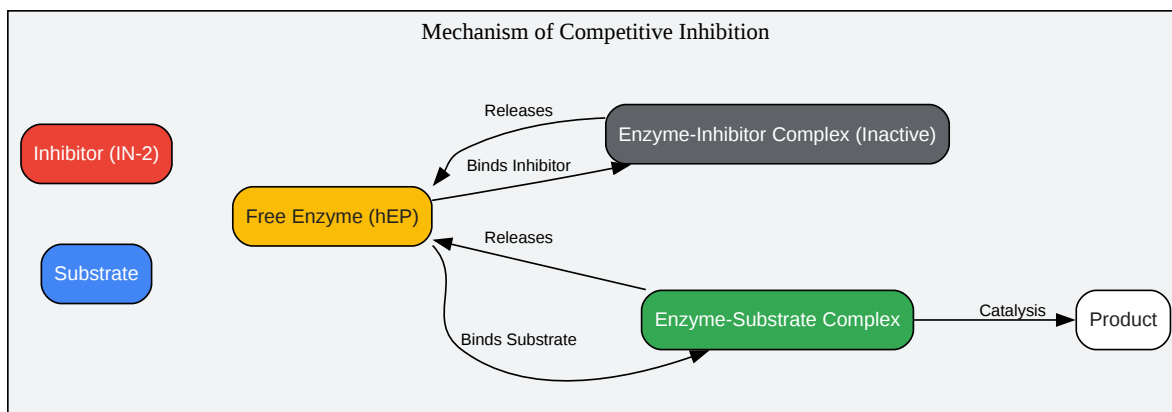 Mechanism of Competitive Inhibition
Releases
Enzyme-Inhibitor Complex (Inactive)
Inhibitor (IN-2)
Binds Inhibitor
Free Enzyme (hEP)
Releases
Substrate
Enzyme-Substrate Complex
Catalysis
Product
Binds Substrate